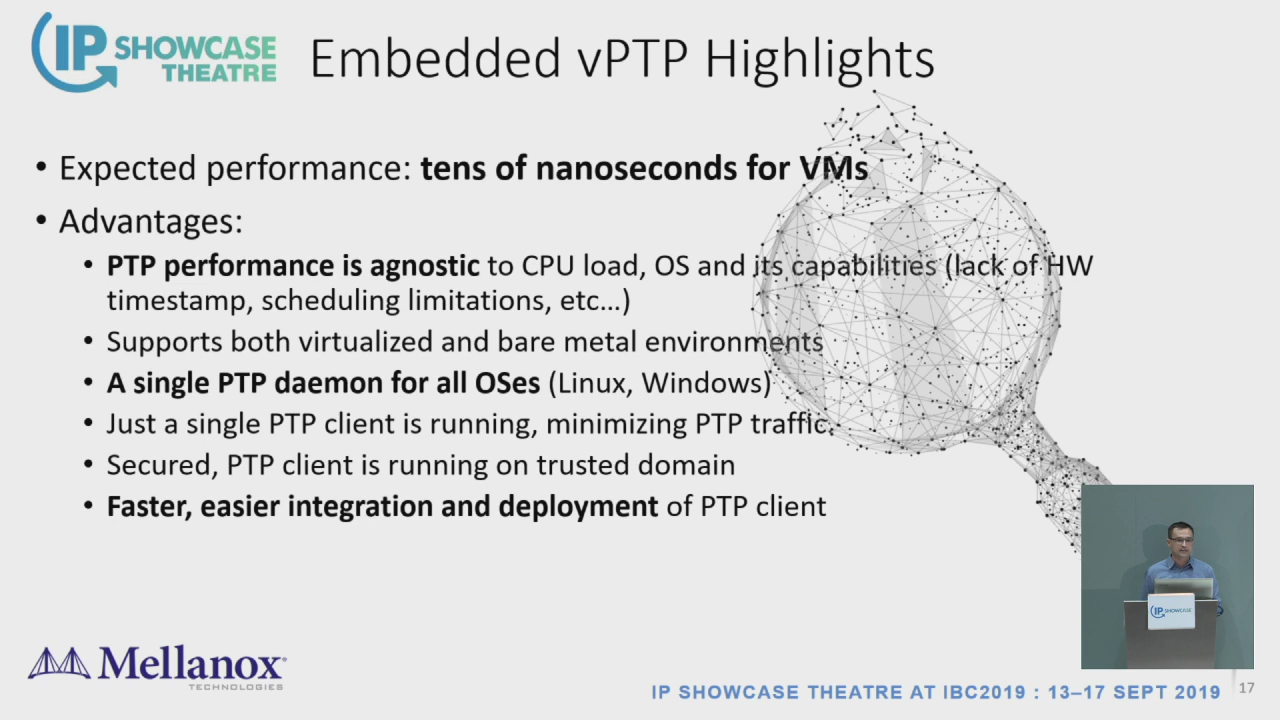 IP SHOWCASE
THEATRE
Embedded vPTP Highlights
• Expected performance: tens of nanoseconds for VMs
• Advantages:
• PTP performance is agnostic to CPU load, OS and its capabilities (lack of HW
timestamp, scheduling limitations, etc...)
• Supports both virtualized and bare metal environments
• A single PTP daemon for all OSes (Linux, Windows)
• Just a single PTP client is running, minimizing PTP traffic.
• Secured, PTP client is running on trusted domain
• Faster, easier integration and deployment of PTP client
IP SHOWCASE
Mellanox
TECHNOLOGIES
IP SHOWCASE THEATRE AT IBC2019 : 13–17 SEPT 2019
17